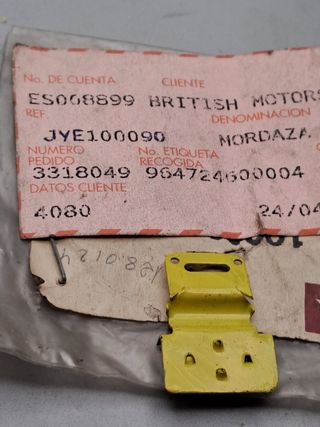 No. DE CUENTA CLIENTE
ES008899 BRITISH MOTORS
REF DENOMINACION
JYE100090 MORDAZA
NUMERO PEDIDO No. ETIQUETA RECOGIDA
3318049 964724600004
DATOS CLIENTE
4080 24/04